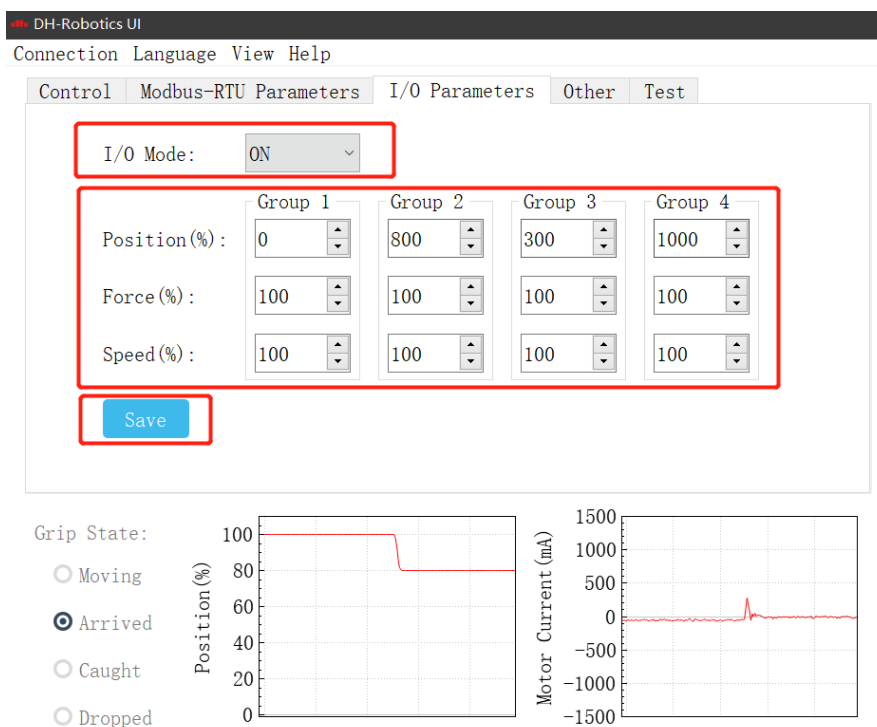 DH-Robotics UI
Connection Language View Help
Control Modbus-RTU Parameters I/O Parameters Other Test
I/O Mode: ON
Group 1 Group 2 Group 3 Group 4
Position(%): 0 800 300 1000
Force(%): 100 100 100 100
Speed(%): 100 100 100 100
Save
Grip State:
Moving
Arrived
Caught
Dropped
Position(%)
100
80
60
40
20
0
Motor Current(mA)
1500
1000
500
0
-500
-1000
-1500